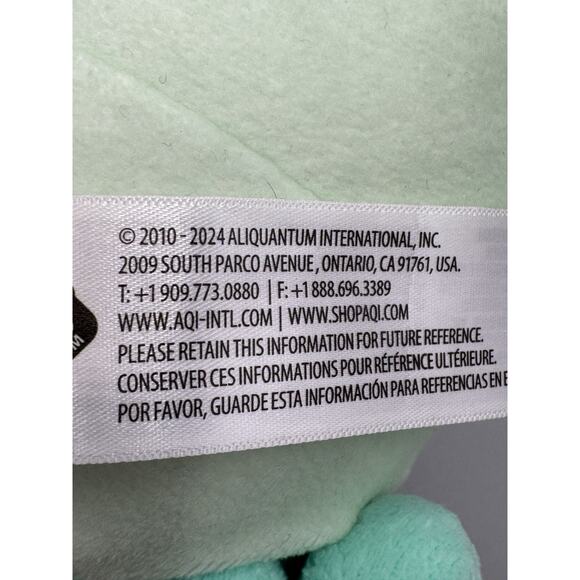 © 2010 - 2024 ALIQUANTUM INTERNATIONAL, INC.
2009 SOUTH PARCO AVENUE, ONTARIO, CA 91761, USA.
T: +1 909.773.0880 | F: +1 888.696.3389
WWW.AQI-INTL.COM | WWW.SHOPAQI.COM
PLEASE RETAIN THIS INFORMATION FOR FUTURE REFERENCE.
CONSERVER CES INFORMATIONS POUR RÉFÉRENCE ULTÉRIEURE.
POR FAVOR, GUARDE ESTA INFORMACIÓN PARA REFERENCIAS EN